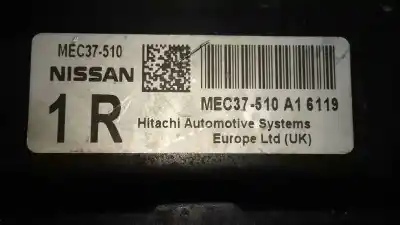 MEC37-510
NISSAN
1 R
MEC37-510 A1 6119
Hitachi Automotive Systems
Europe Ltd (UK)